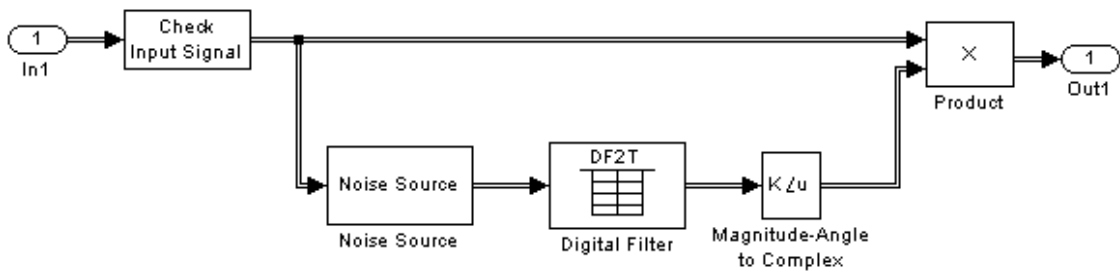 1
In1
Check
Input Signal
×
Product
1
Out1
Noise Source
Noise Source
DF2T
Digital Filter
K∠u
Magnitude-Angle
to Complex